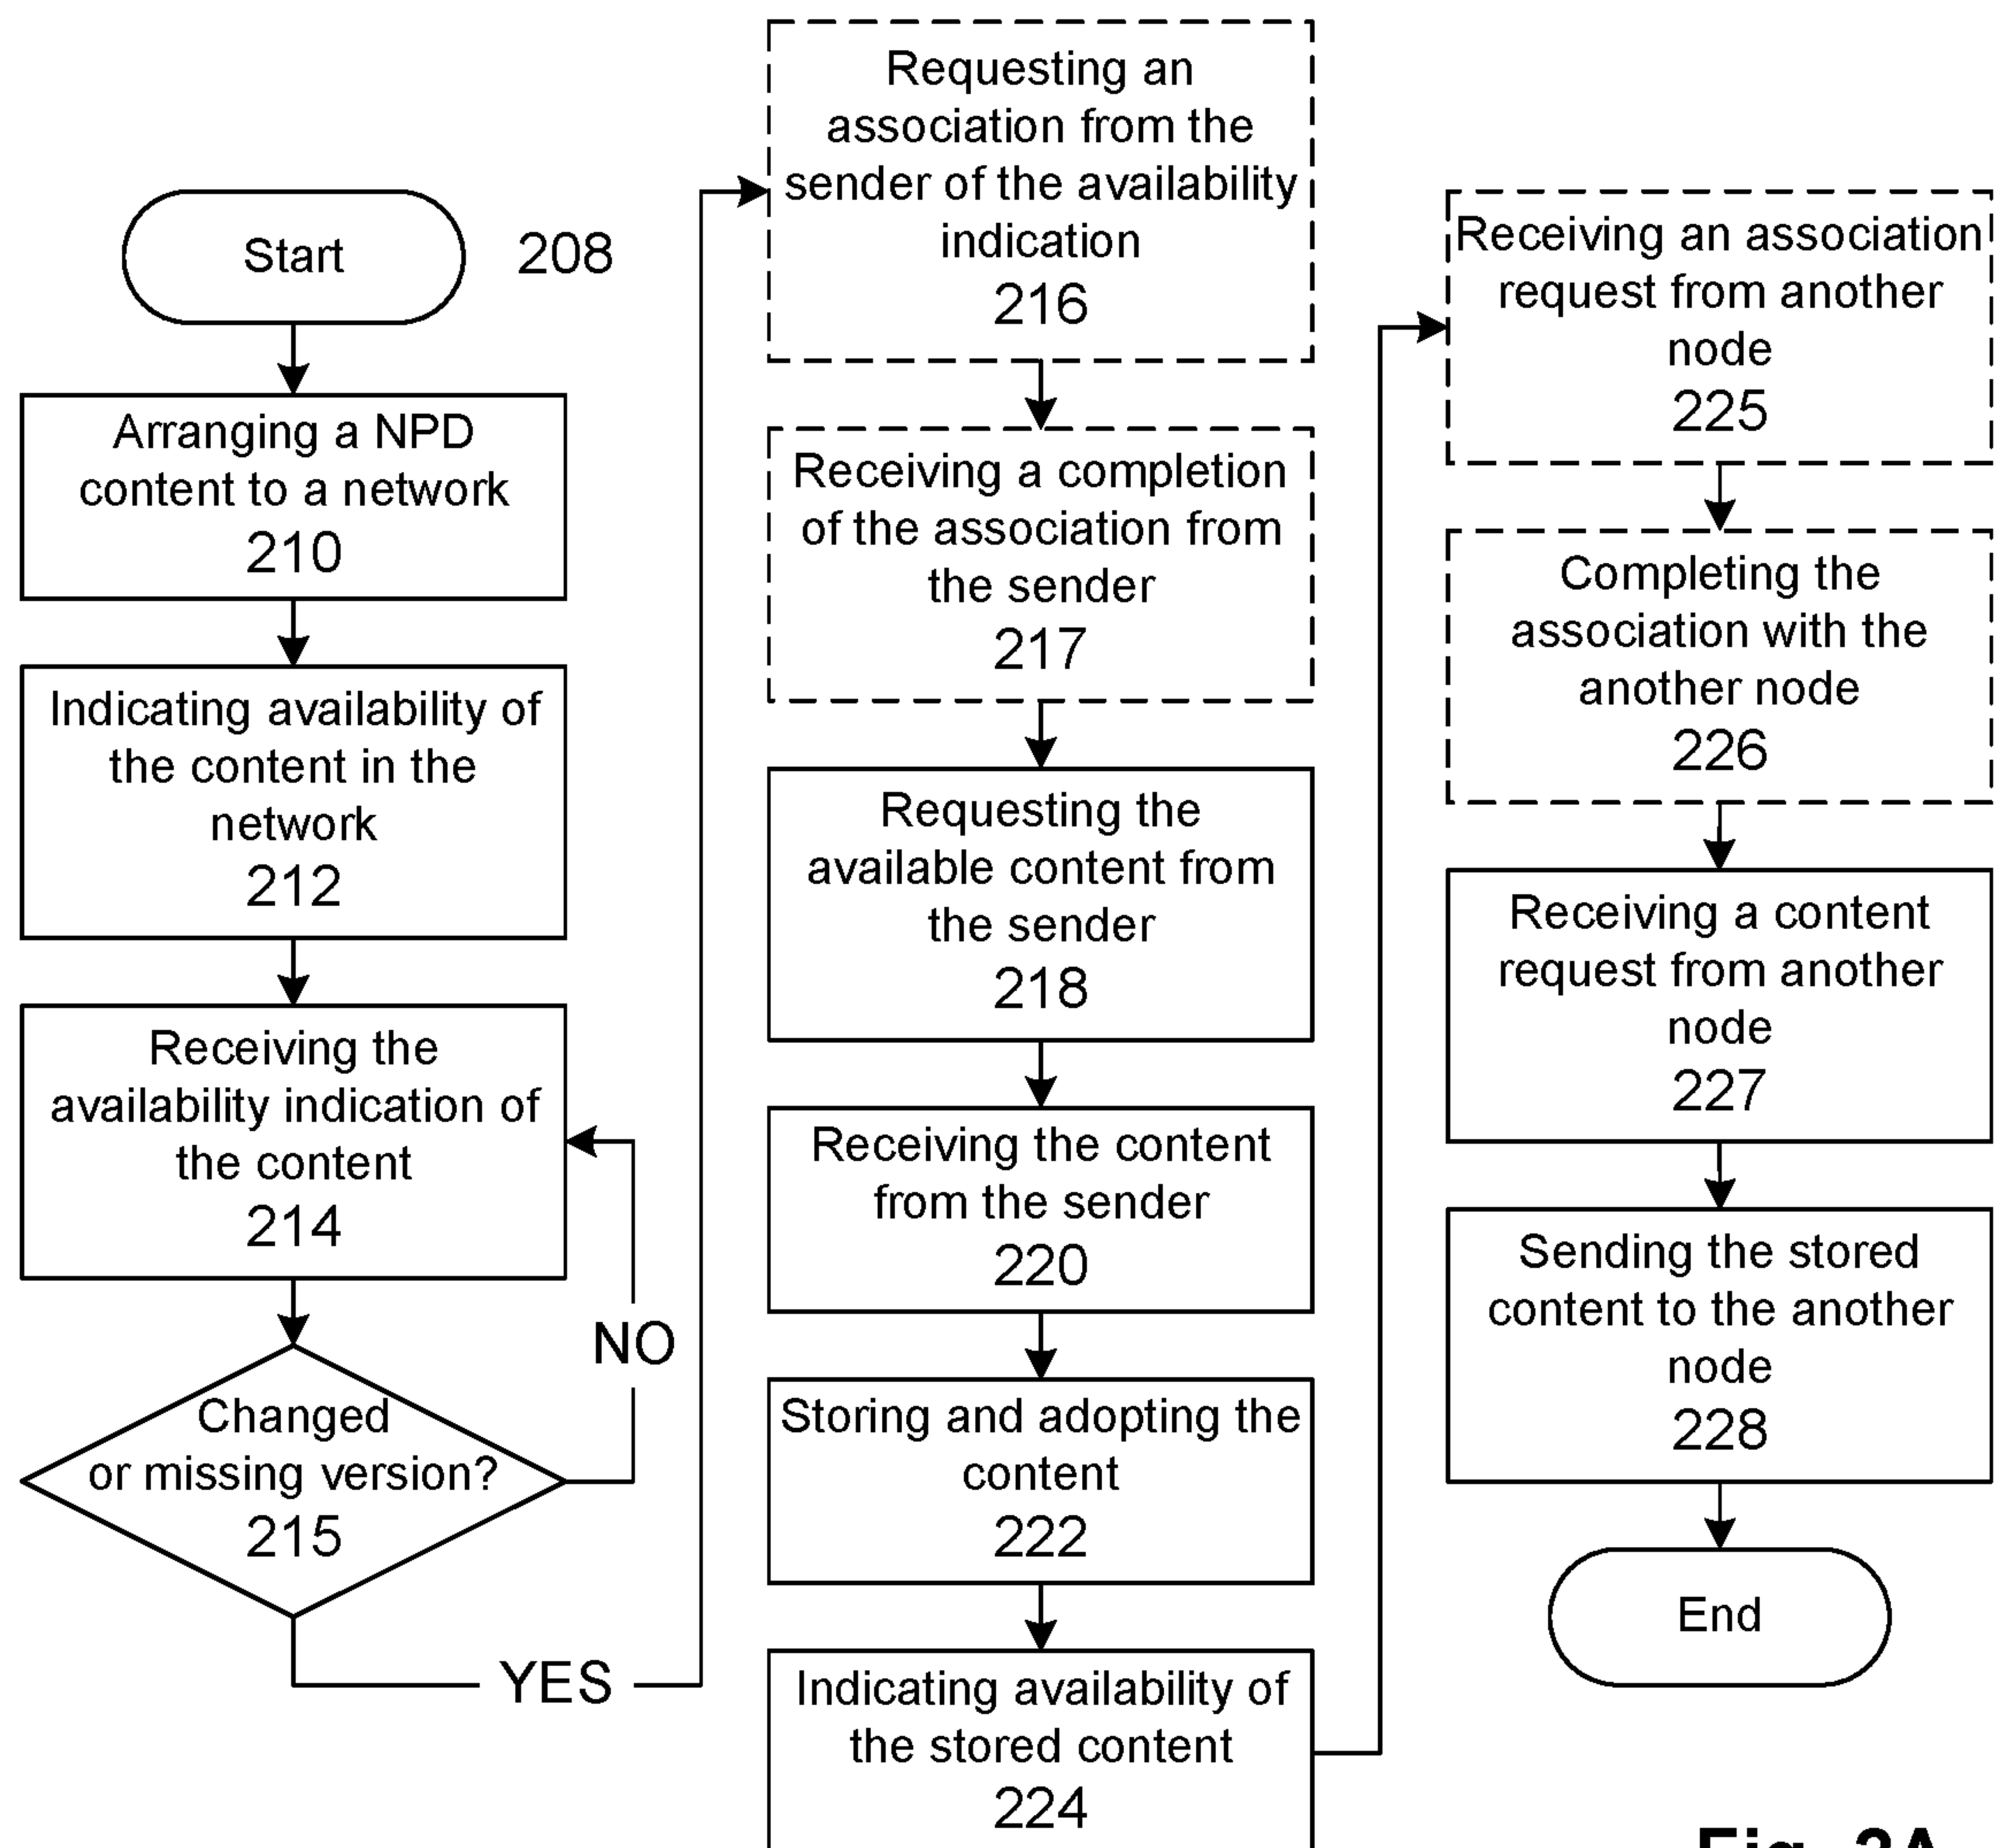 Start
208
Arranging a NPD
content to a network
210
Indicating availability of
the content in the
network
212
Receiving the
availability indication of
the content
214
NO
Changed
or missing version?
215
YES
Requesting an
association from the
sender of the availability
indication
216
Receiving a completion
of the association from
the sender
217
Requesting the
available content from
the sender
218
Receiving the content
from the sender
220
Storing and adopting the
content
222
Indicating availability of
the stored content
224
Receiving an association
request from another
node
225
Completing the
association with the
another node
226
Receiving a content
request from another
node
227
Sending the stored
content to the another
node
228
End